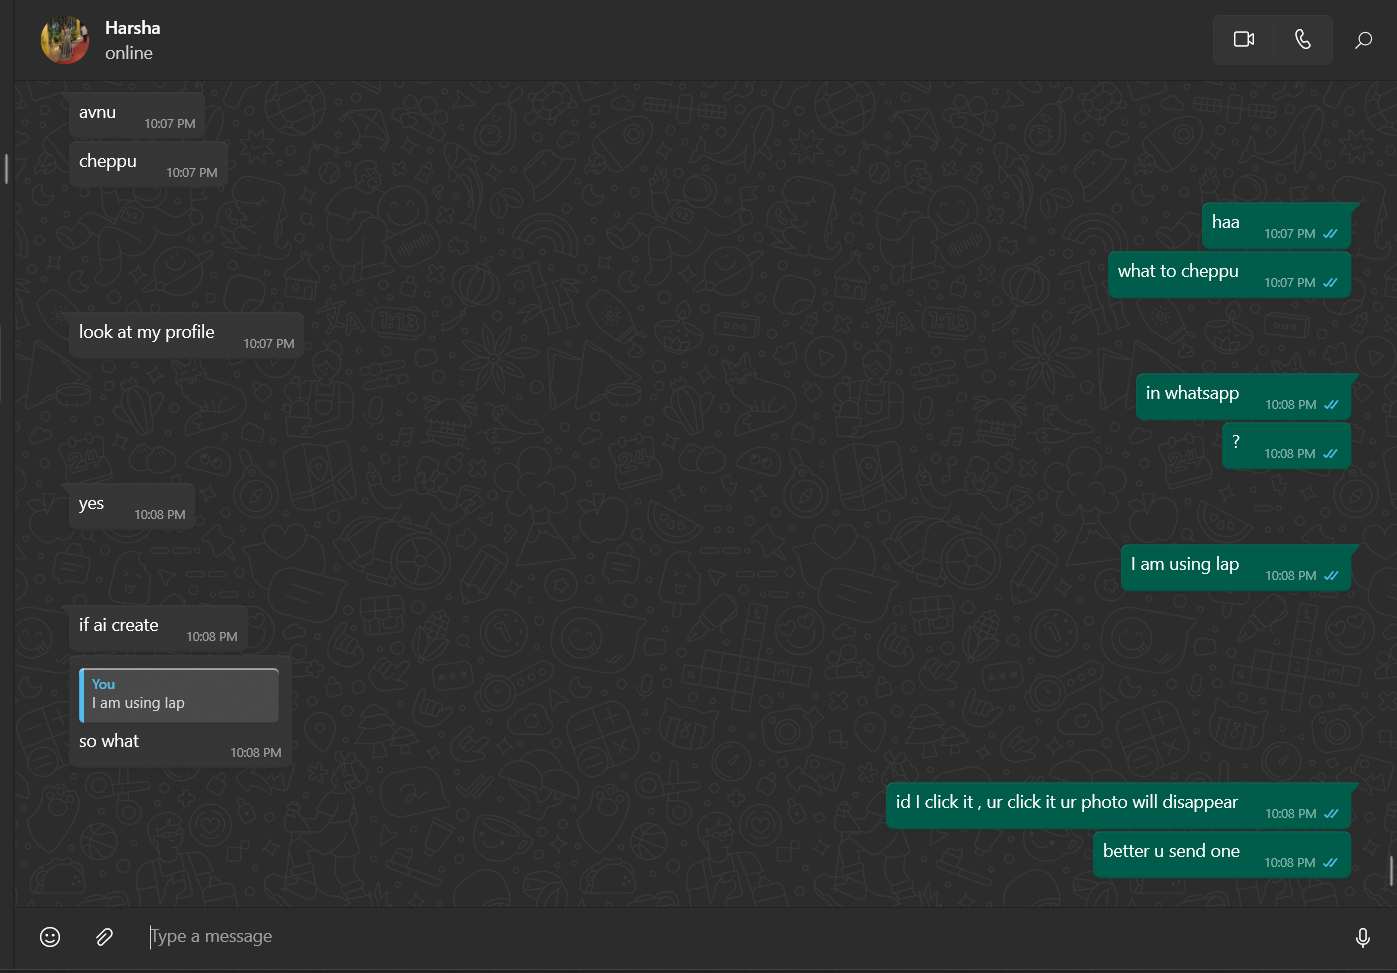 Harsha
online
avnu
10:07 PM
cheppu
10:07 PM
haa
10:07 PM
what to cheppu
10:07 PM
look at my profile
10:07 PM
in whatsapp
10:08 PM
?
10:08 PM
yes
10:08 PM
I am using lap
10:08 PM
if ai create
10:08 PM
You
I am using lap
so what
10:08 PM
id I click it , ur click it ur photo will disappear
10:08 PM
better u send one
10:08 PM
Type a message